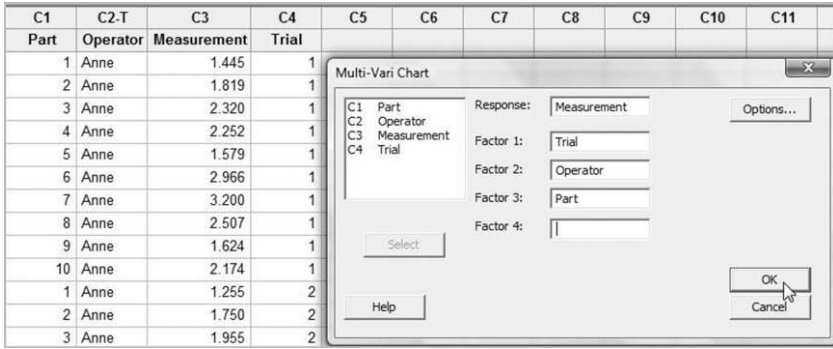 C1 C2-T C3 C4 C5 C6 C7 C8 C9 C10 C11
Part Operator Measurement Trial
1 Anne 1.445 1
2 Anne 1.819 1
3 Anne 2.320 1
4 Anne 2.252 1
5 Anne 1.579 1
6 Anne 2.966 1
7 Anne 3.200 1
8 Anne 2.507 1
9 Anne 1.624 1
10 Anne 2.174 1
1 Anne 1.255 2
2 Anne 1.750 2
3 Anne 1.955 2
Multi-Vari Chart
C1 Part
C2 Operator
C3 Measurement
C4 Trial
Response: Measurement
Factor 1: Trial
Factor 2: Operator
Factor 3: Part
Factor 4:
Options...
Select
Help
OK
Cancel